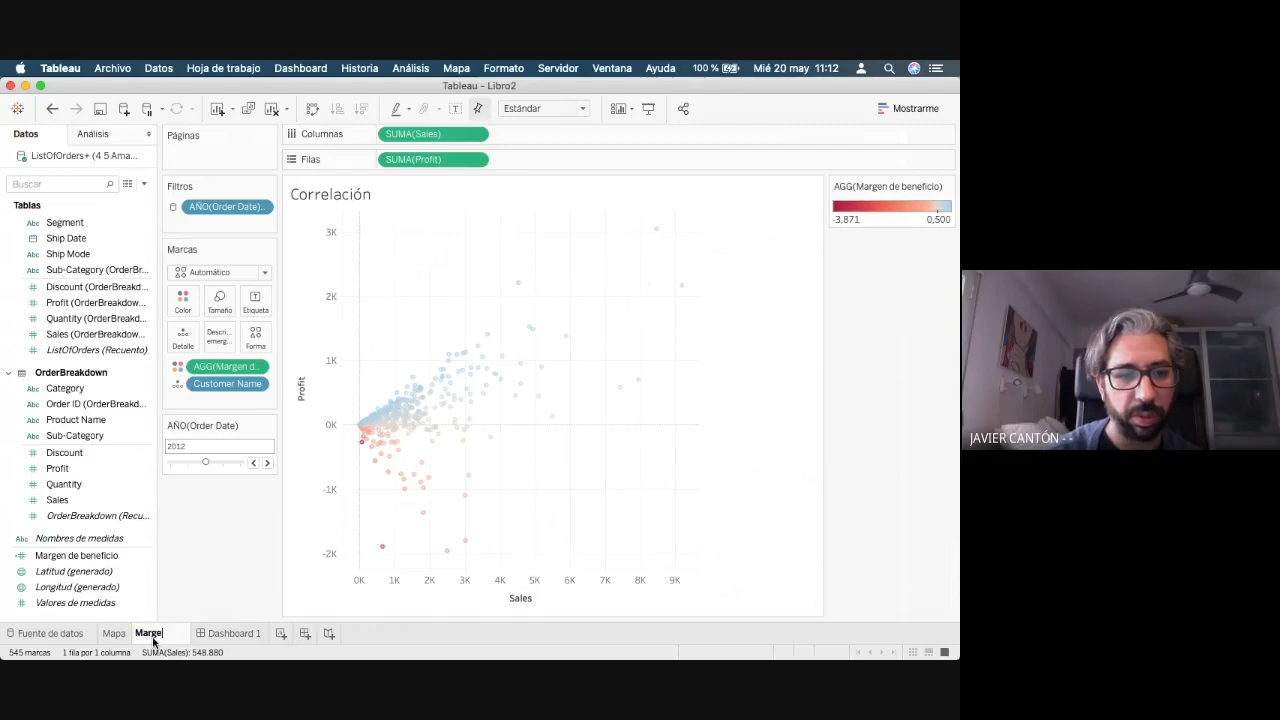 Tableau Archivo Datos Hoja de trabajo Dashboard Historia Análisis Mapa Formato Servidor Ventana Ayuda 100 % Mié 20 may 11:12
Tableau - Libro2
Estándar Mostrarme
Datos Análisis
ListOfOrders+ (4 5 Ama...
Buscar
Tablas
Abc Segment
Ship Date
Abc Ship Mode
Abc Sub-Category (OrderBr...
Discount (OrderBreakd...
Profit (OrderBreakdow...
Quantity (OrderBreakd...
Sales (OrderBreakdow...
ListOfOrders (Recuento)
OrderBreakdown
Abc Category
Abc Order ID (OrderBreakd...
Abc Product Name
Abc Sub-Category
Discount
Profit
Quantity
Sales
OrderBreakdown (Recu...
Abc Nombres de medidas
Margen de beneficio
Latitud (generado)
Longitud (generado)
Valores de medidas
Páginas
Filtros
AÑO(Order Date)..
Marcas
Automático
Color Tamaño Etiqueta
Detalle Descri... emerg... Forma
AGG(Margen d..
Customer Name
AÑO(Order Date)
2012
Columnas SUMA(Sales)
Filas SUMA(Profit)
Correlación
3K
2K
1K
0K
-1K
-2K
Profit
0K 1K 2K 3K 4K 5K 6K 7K 8K 9K
Sales
AGG(Margen de beneficio)
-3,871 0,500
Fuente de datos Mapa Marge Dashboard 1
545 marcas 1 fila por 1 columna SUMA(Sales): 548.880
JAVIER CANTÓN - -